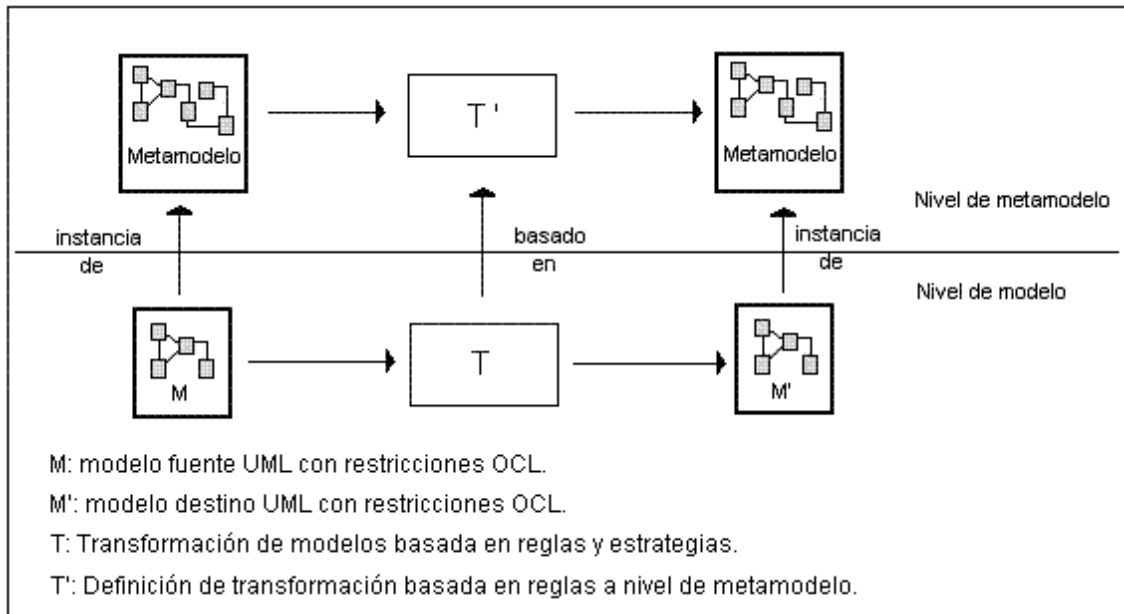 T '
Metamodelo
Metamodelo
Nivel de metamodelo
instancia
de
basado
en
instancia
de
Nivel de modelo
M
T
M'
M: modelo fuente UML con restricciones OCL.
M': modelo destino UML con restricciones OCL.
T: Transformación de modelos basada en reglas y estrategias.
T': Definición de transformación basada en reglas a nivel de metamodelo.